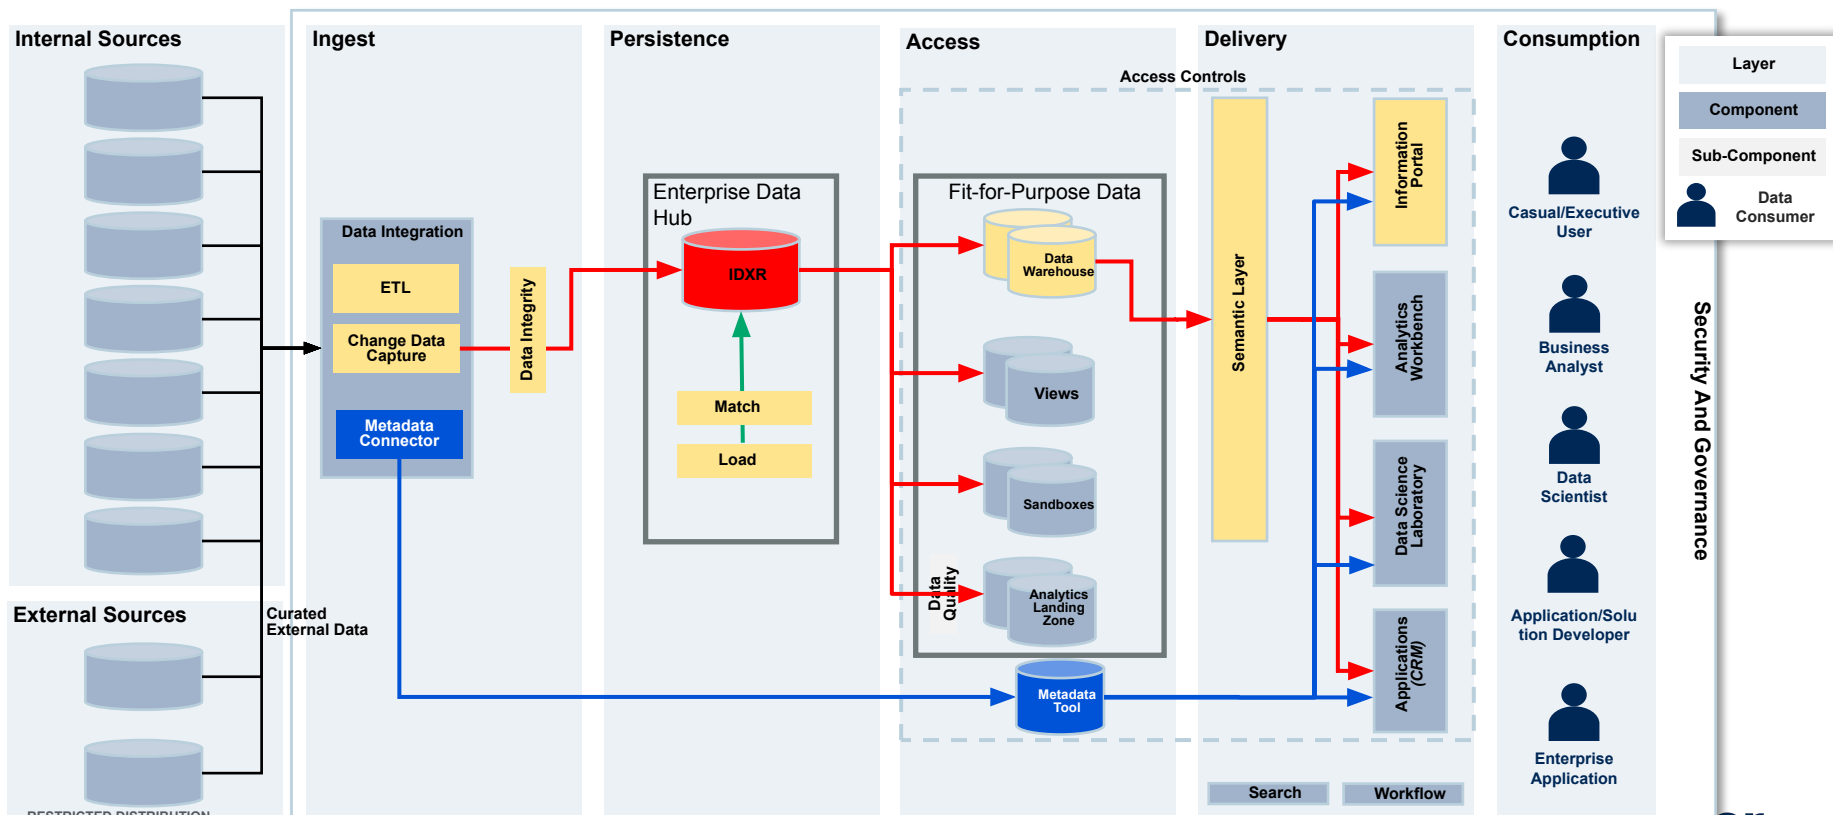 Internal Sources
Ingest
Persistence
Access
Delivery
Consumption
Access Controls
Layer
Component
Sub-Component
Data
Consumer
Enterprise Data
Hub
Fit-for-Purpose Data
Data Integration
ETL
Change Data
Capture
Metadata
Connector
Data Integrity
IDXR
Match
Load
Data
Warehouse
Views
Sandboxes
Data
Quality
Analytics
Landing
Zone
Metadata
Tool
Semantic Layer
Information
Portal
Analytics
Workbench
Data Science
Laboratory
Applications
(CRM)
Casual/Executive
User
Business
Analyst
Data
Scientist
Application/Solu
tion Developer
Enterprise
Application
Security And Governance
External Sources
Curated
External Data
Search
Workflow
RESTRICTED DISTRIBUTION